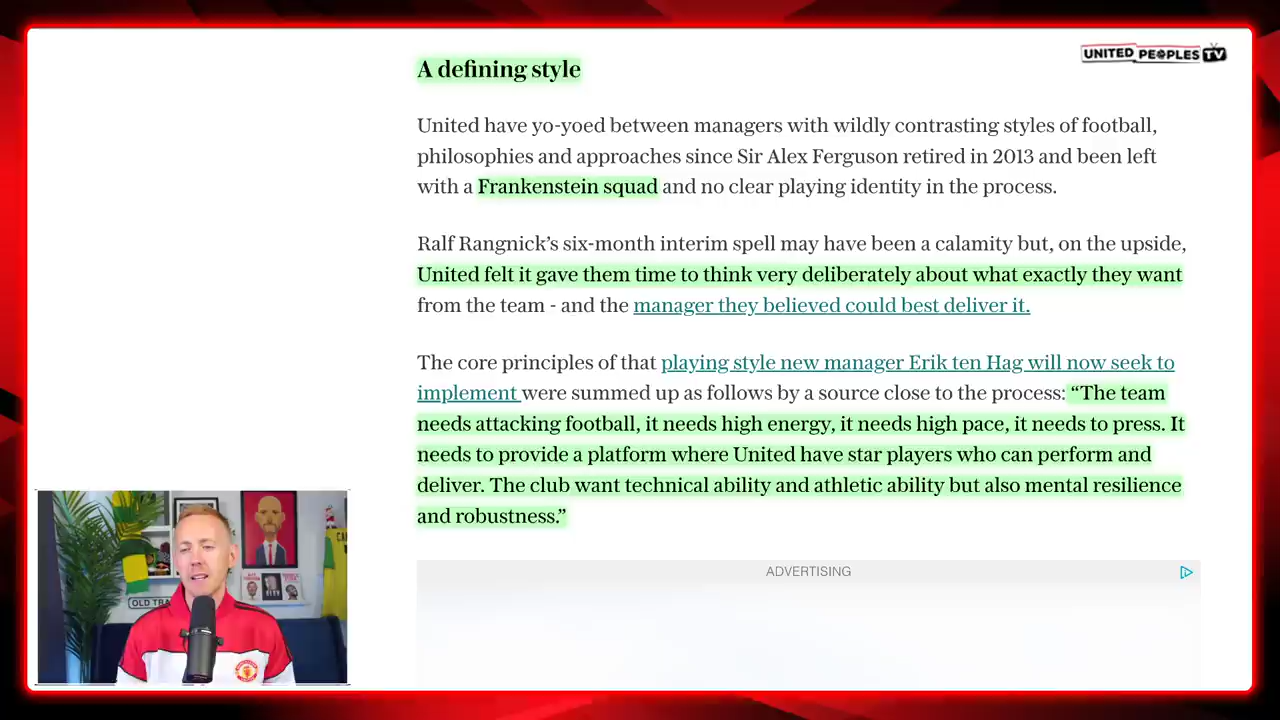 A defining style
UNITED PEOPLES TV
United have yo-yoed between managers with wildly contrasting styles of football,
philosophies and approaches since Sir Alex Ferguson retired in 2013 and been left
with a Frankenstein squad and no clear playing identity in the process.
Ralf Rangnick’s six-month interim spell may have been a calamity but, on the upside,
United felt it gave them time to think very deliberately about what exactly they want
from the team - and the manager they believed could best deliver it.
The core principles of that playing style new manager Erik ten Hag will now seek to
implement were summed up as follows by a source close to the process: “The team
needs attacking football, it needs high energy, it needs high pace, it needs to press. It
needs to provide a platform where United have star players who can perform and
deliver. The club want technical ability and athletic ability but also mental resilience
and robustness.”
ADVERTISING
OLD TRA